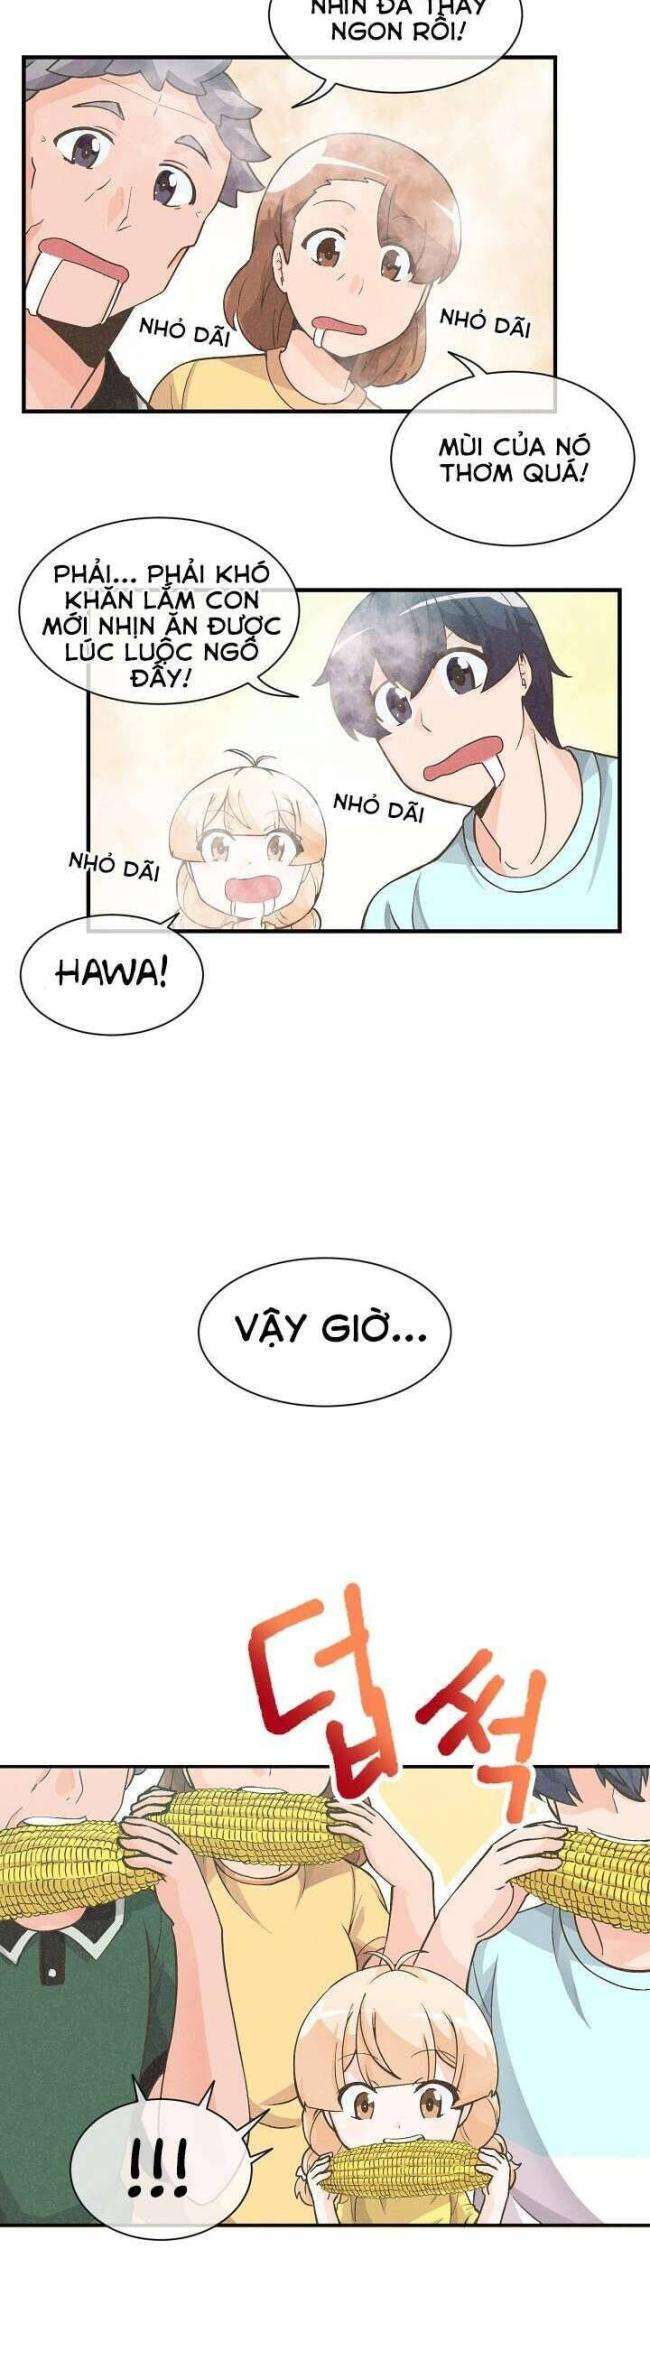 NHÌN ĐÃ THẤY
NGON RỒI!
NHỎ DÃI
NHỎ DÃI
MÙI CỦA NÓ
THƠM QUÁ!
PHẢI... PHẢI KHÓ
KHĂN LẮM CON
MỚI NHỊN ĂN ĐƯỢC
LÚC LUỘC NGÔ
ĐẤY!
NHỎ DÃI
NHỎ DÃI
HAWA!
VẬY GIỜ...
덥썩
!!!